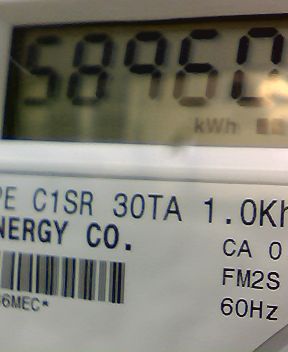 58960
kWh
PE C1SR 30TA 1.0Kh
NERGY CO.
CA 0
FM2S
6MEC*
60Hz